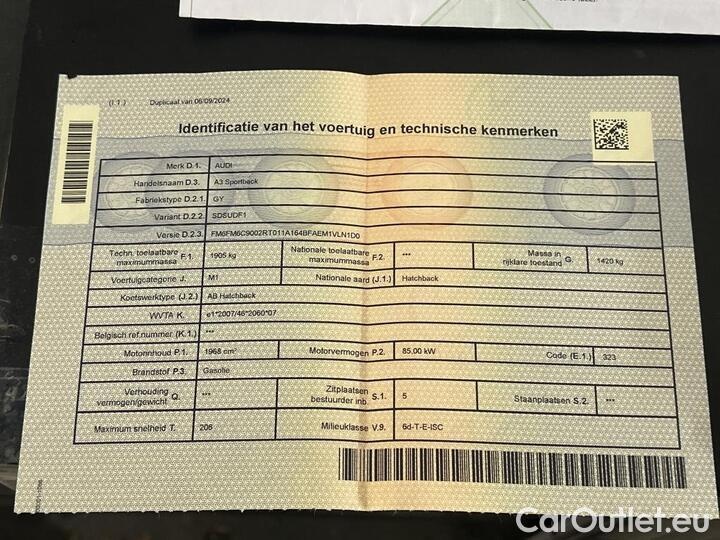 (I.1.) Duplicaat van 06/09/2024
Identificatie van het voertuig en technische kenmerken
Merk D.1. AUDI
Handelsnaam D.3. A3 Sportback
Fabriekstype D.2.1. GY
Variant D.2.2. SDSUDF1
Versie D.2.3. FM6FM6C9002RT011A164BFAEM1VLN1D0
Techn. toelaatbare maximummassa F.1. 1905 kg Nationale toelaatbare maximummassa F.2. *** Massa in rijklare toestand G. 1420 kg
Voertuigcategorie J. M1 Nationale aard (J.1.) Hatchback
Koetswerktype (J.2.) AB Hatchback
WVTA K. e1*2007/46*2060*07
Belgisch ref.nummer (K.1.) ***
Motorinhoud P.1. 1968 cm³ Motorvermogen P.2. 85,00 kW Code (E.1.) 323
Brandstof P.3. Gasolie
Verhouding vermogen/gewicht Q. *** Zitplaatsen bestuurder inb. S.1. 5 Staanplaatsen S.2. ***
Maximum snelheid T. 206 Milieuklasse V.9. 6d-T-E-ISC
CarOutlet.eu